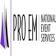 PRO EM
NATIONAL
EVENT
SERVICES